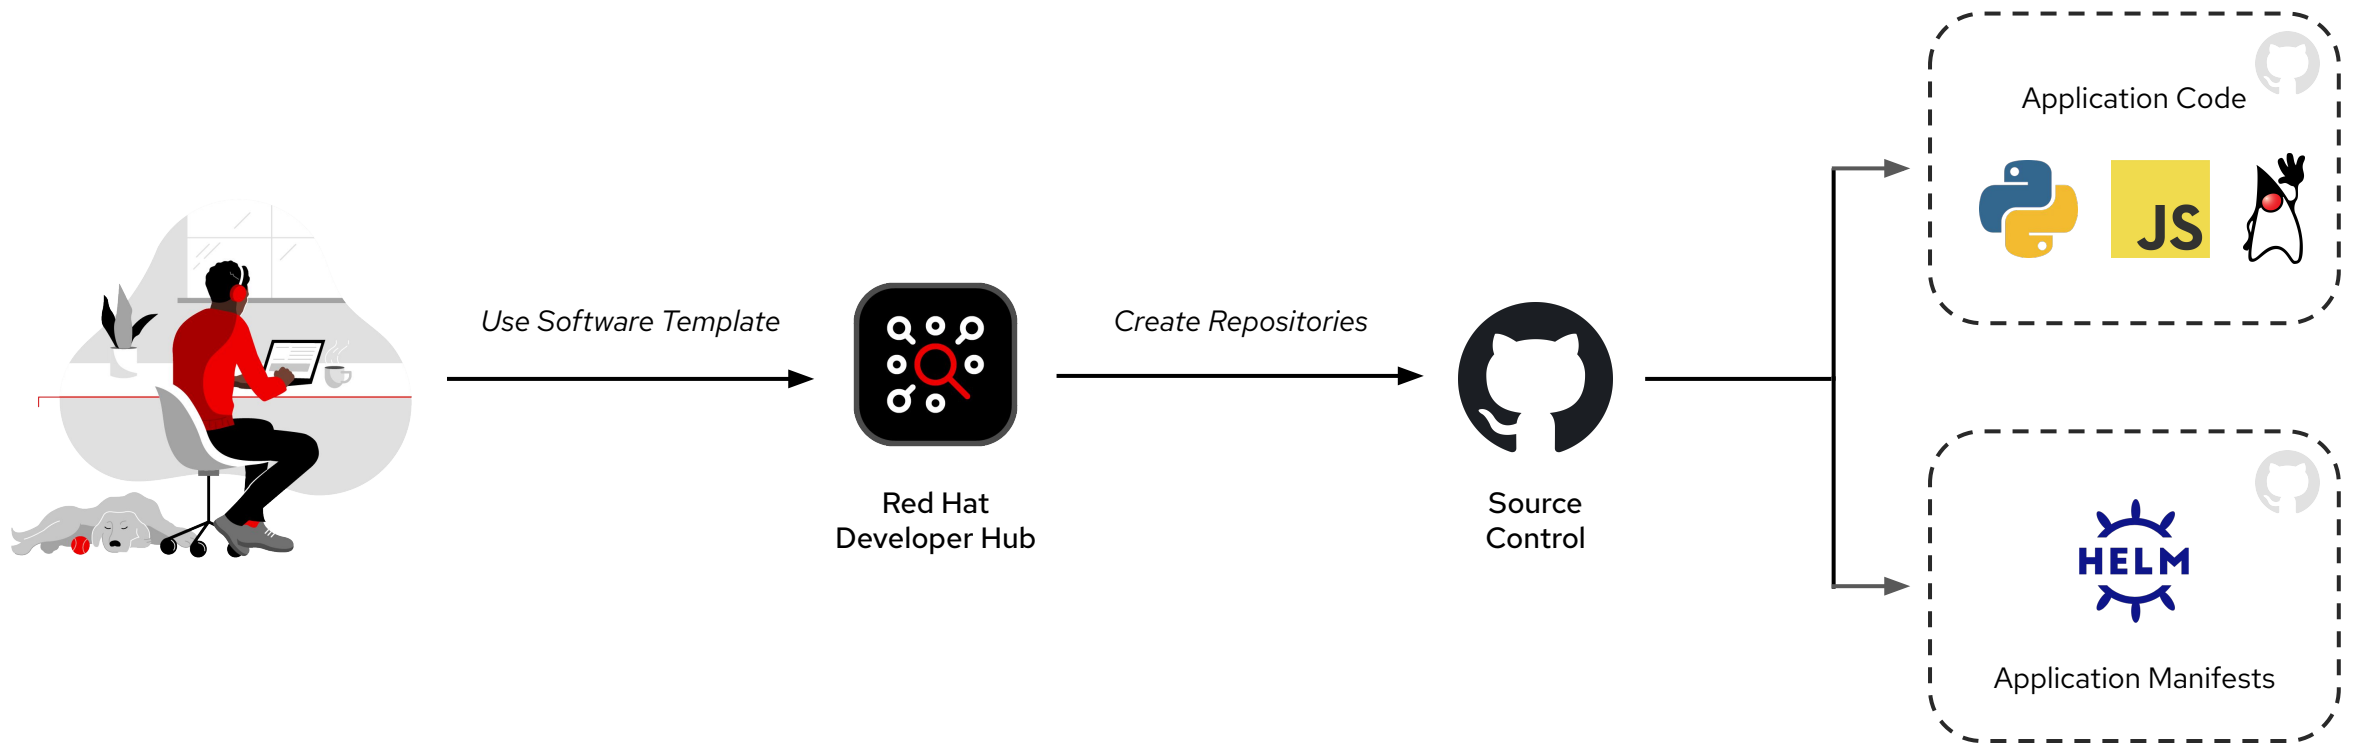 Use Software Template
Red Hat
Developer Hub
Create Repositories
Source
Control
Application Code
JS
HELM
Application Manifests